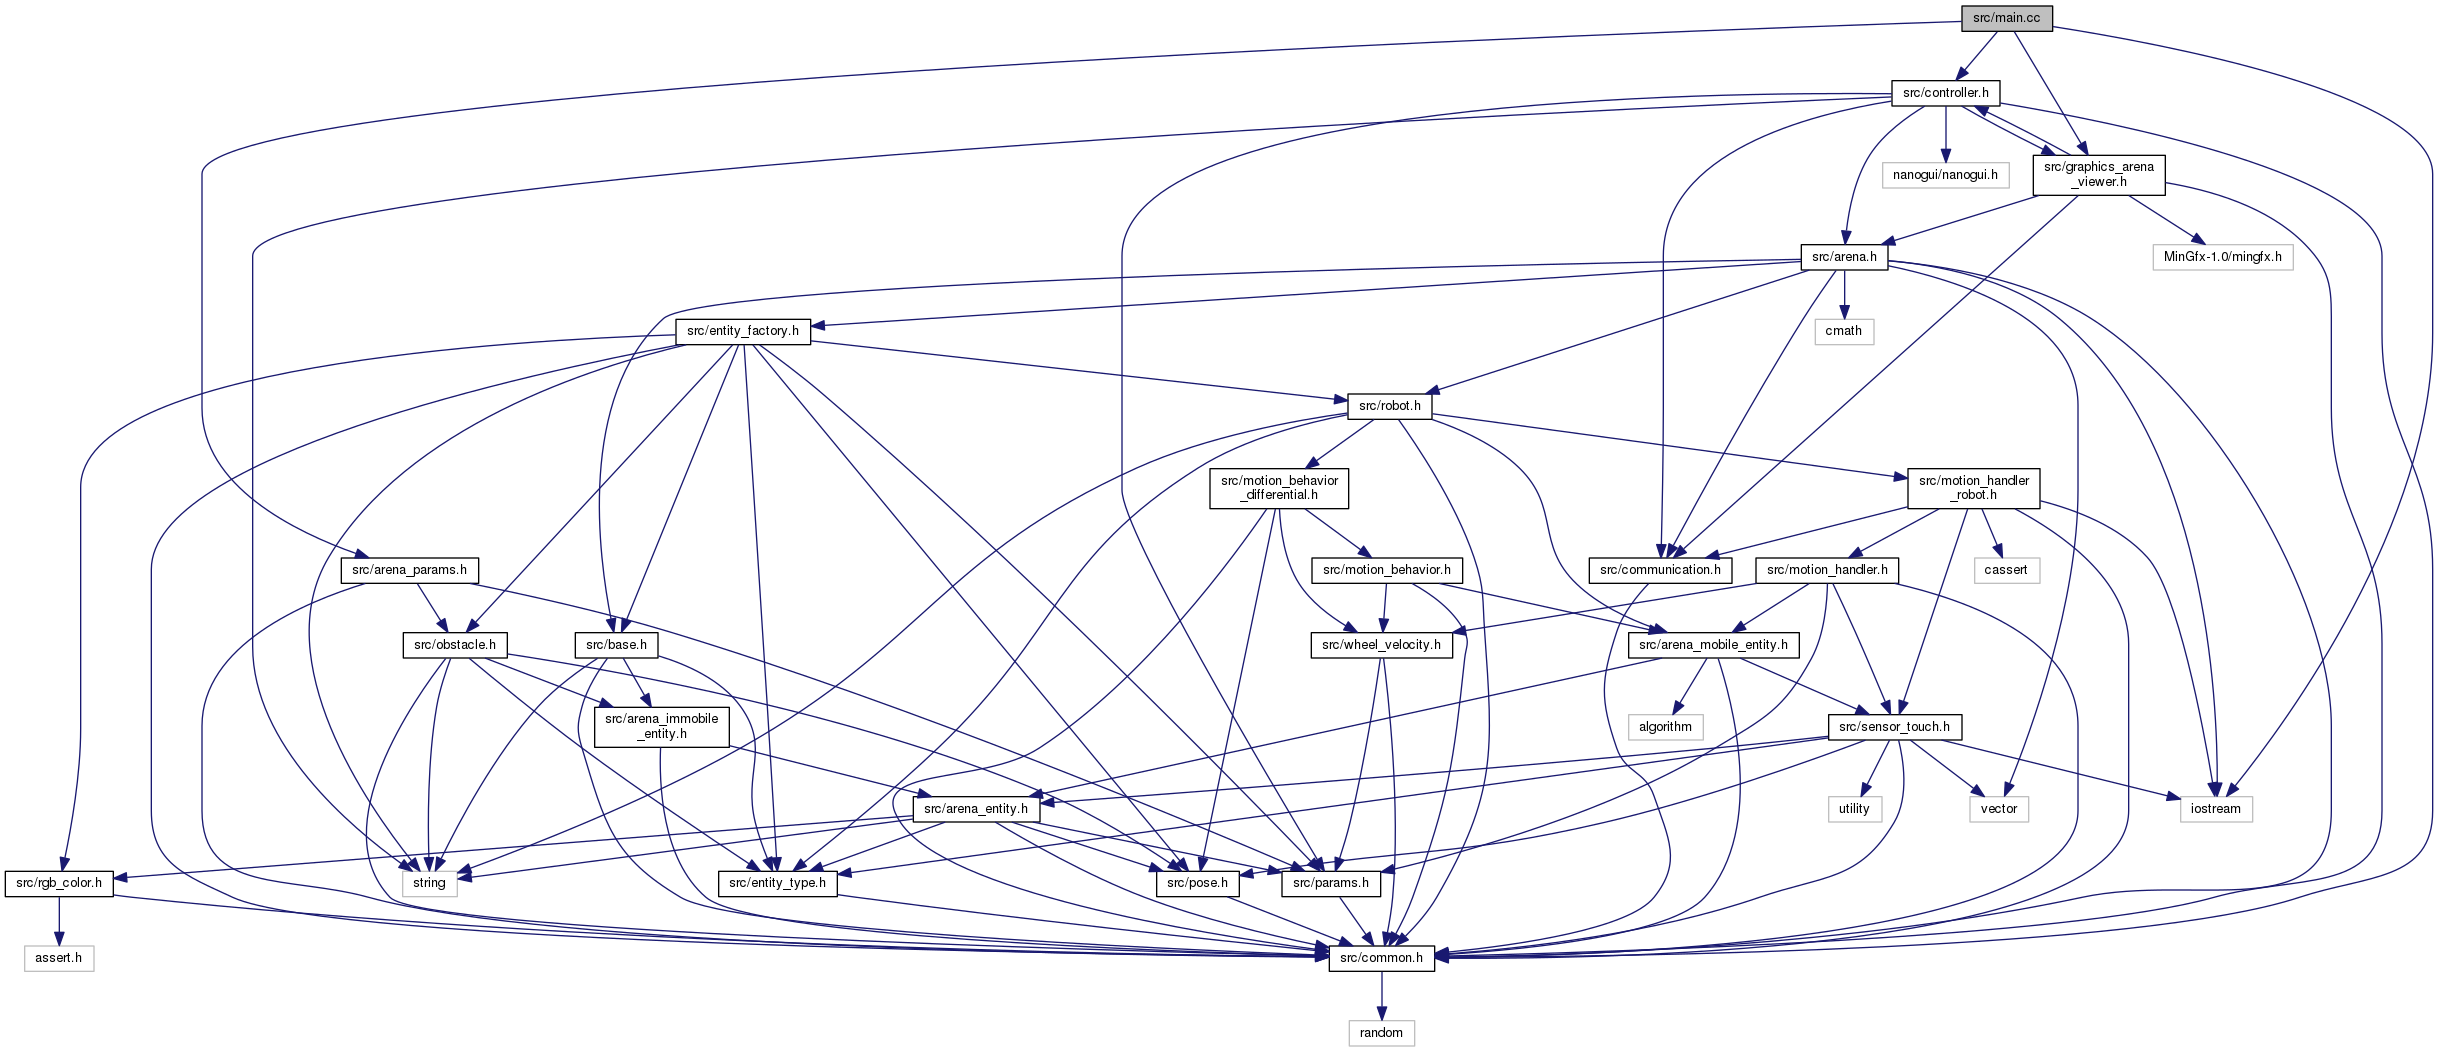 src/main.cc
src/controller.h
nanogui/nanogui.h
src/graphics_arena
_viewer.h
src/arena.h
MinGfx-1.0/mingfx.h
src/entity_factory.h
cmath
src/robot.h
src/motion_behavior
_differential.h
src/motion_handler
_robot.h
src/arena_params.h
src/motion_behavior.h
src/communication.h
src/motion_handler.h
cassert
src/obstacle.h
src/base.h
src/wheel_velocity.h
src/arena_mobile_entity.h
src/arena_immobile
_entity.h
algorithm
src/sensor_touch.h
src/arena_entity.h
utility
vector
iostream
src/rgb_color.h
string
src/entity_type.h
src/pose.h
src/params.h
assert.h
src/common.h
random